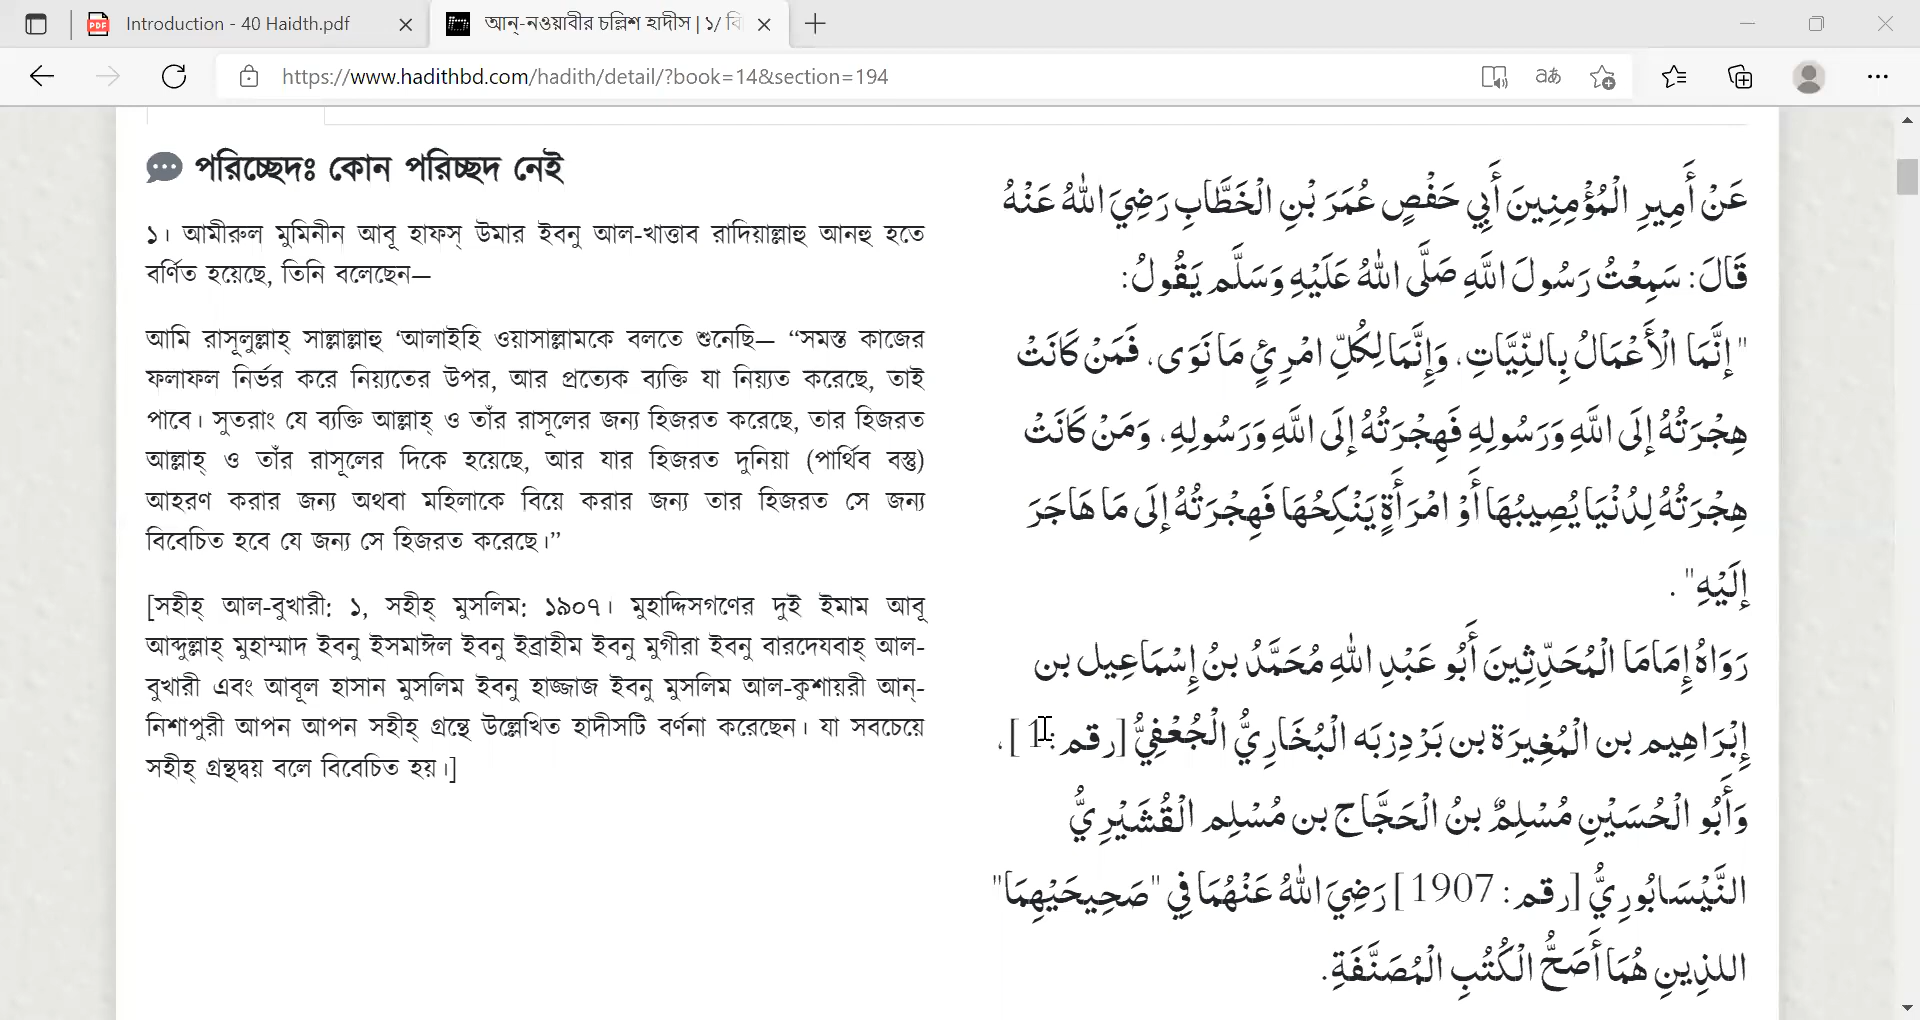 Introduction - 40 Haidth.pdf
আন্-নওয়াবীর চল্লিশ হাদীস | ১/ বি
https://www.hadithbd.com/hadith/detail/?book=14&section=194
পরিচ্ছেদঃ কোন পরিচ্ছদ নেই
১। আমীরুল মুমিনীন আবূ হাফস্ উমার ইবনু আল-খাত্তাব রাদিয়াল্লাহু আনহু হতে
বর্ণিত হয়েছে, তিনি বলেছেন—
আমি রাসূলুল্লাহ্ সাল্লাল্লাহু ‘আলাইহি ওয়াসাল্লামকে বলতে শুনেছি— “সমস্ত কাজের
ফলাফল নির্ভর করে নিয়্যতের উপর, আর প্রত্যেক ব্যক্তি যা নিয়্যত করেছে, তাই
পাবে। সুতরাং যে ব্যক্তি আল্লাহ্ ও তাঁর রাসূলের জন্য হিজরত করেছে, তার হিজরত
আল্লাহ্ ও তাঁর রাসূলের দিকে হয়েছে, আর যার হিজরত দুনিয়া (পার্থিব বস্তু)
আহরণ করার জন্য অথবা মহিলাকে বিয়ে করার জন্য তার হিজরত সে জন্য
বিবেচিত হবে যে জন্য সে হিজরত করেছে।”
[সহীহ্ আল-বুখারী: ১, সহীহ্ মুসলিম: ১৯০৭। মুহাদ্দিসগণের দুই ইমাম আবূ
আব্দুল্লাহ্ মুহাম্মাদ ইবনু ইসমাঈল ইবনু ইব্রাহীম ইবনু মুগীরা ইবনু বারদেযবাহ্ আল-
বুখারী এবং আবূল হাসান মুসলিম ইবনু হাজ্জাজ ইবনু মুসলিম আল-কুশায়রী আন্-
নিশাপুরী আপন আপন সহীহ্ গ্রন্থে উল্লেখিত হাদীসটি বর্ণনা করেছেন। যা সবচেয়ে
সহীহ্ গ্রন্থদ্বয় বলে বিবেচিত হয়।]
عَنْ أَمِيرِ الْمُؤْمِنِينَ أَبِي حَفْصٍ عُمَرَ بْنِ الْخَطَّابِ رَضِيَ اللهُ عَنْهُ
قَالَ: سَمِعْتُ رَسُولَ اللَّهِ صَلَّى اللهُ عَلَيْهِ وَسَلَّم يَقُولُ:
"إنَّمَا الْأَعْمَالُ بِالنِّيَّاتِ، وَإِنَّمَا لِكُلِّ امْرِئٍ مَا نَوَى، فَمَنْ كَانَتْ
هِجْرَتُهُ إلَى اللَّهِ وَرَسُولِهِ فَهِجْرَتُهُ إلَى اللَّهِ وَرَسُولِهِ، وَمَنْ كَانَتْ
هِجْرَتُهُ لِدُنْيَا يُصِيبُهَا أَوْ امْرَأَةٍ يَنْكِحُهَا فَهِجْرَتُهُ إلَى مَا هَاجَرَ
إلَيْهِ".
رَوَاهُ إِمَامَا الْمُحَدِّثِينَ أَبُو عَبْدِ اللهِ مُحَمَّدُ بنُ إِسْمَاعِيل بن
إِبْرَاهِيم بن الْمُغِيرَة بن بَرْدِزبَه الْبُخَارِيُّ الْجُعْفِيُّ [رقم:1]،
وَأَبُو الْحُسَيْنِ مُسْلِمٌ بنُ الْحَجَّاج بن مُسْلِم الْقُشَيْرِيُّ
النَّيْسَابُورِيُّ [رقم: 1907] رَضِيَ اللهُ عَنْهُمَا فِي "صَحِيحَيْهِمَا"
اللذِينِ هُمَا أَصَحُّ الْكُتُبِ الْمُصَنَّفَةِ.